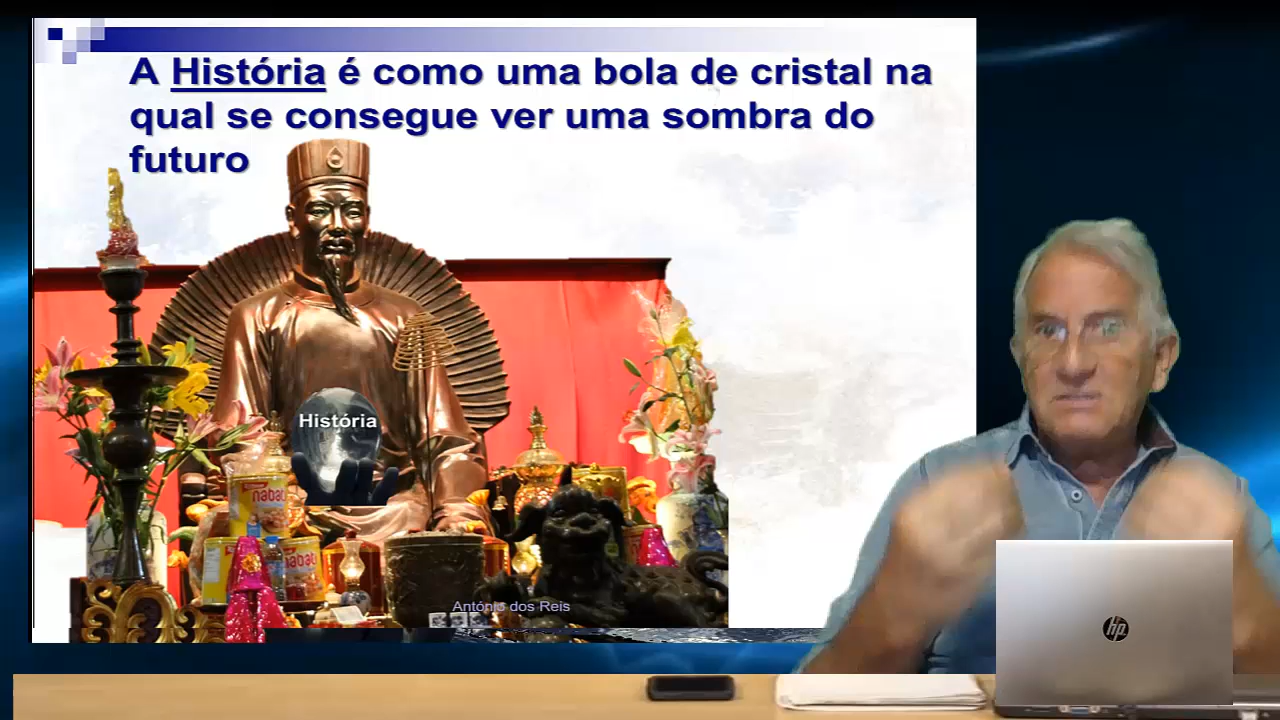 A História é como uma bola de cristal na
qual se consegue ver uma sombra do
futuro
História
nabati
nabati
António dos Reis
hp